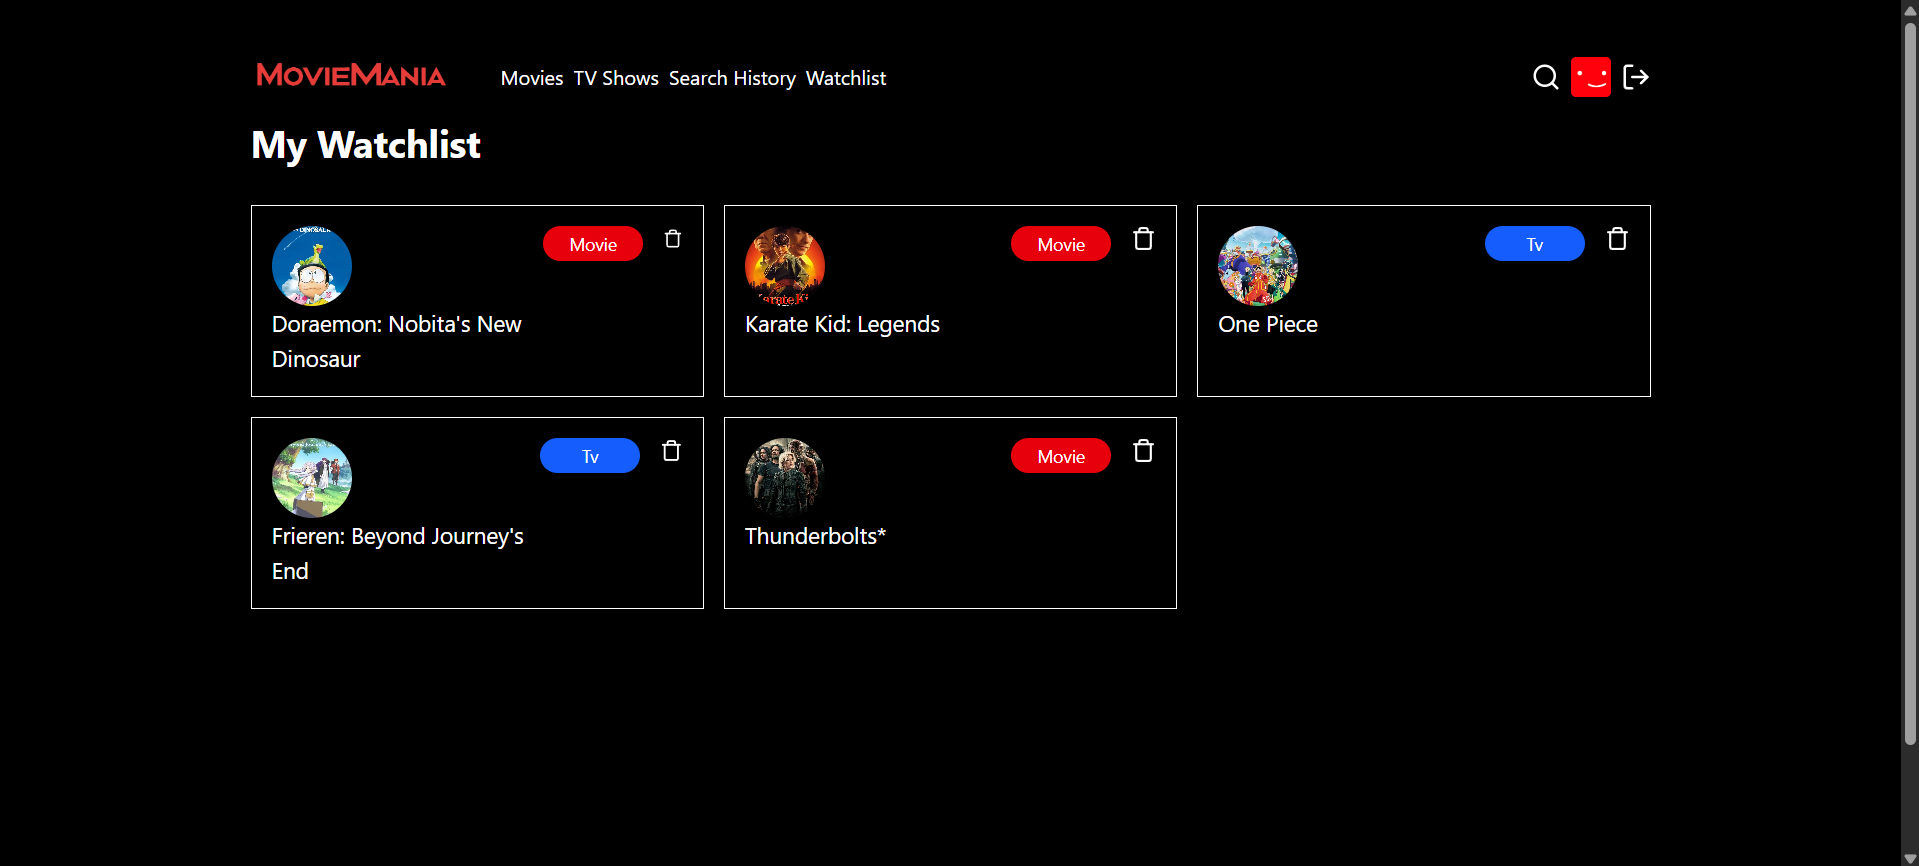 MovieMania
Movies TV Shows Search History Watchlist
My Watchlist
Movie
Doraemon: Nobita's New
Dinosaur
Movie
Karate Kid: Legends
Tv
One Piece
Tv
Frieren: Beyond Journey's
End
Movie
Thunderbolts*